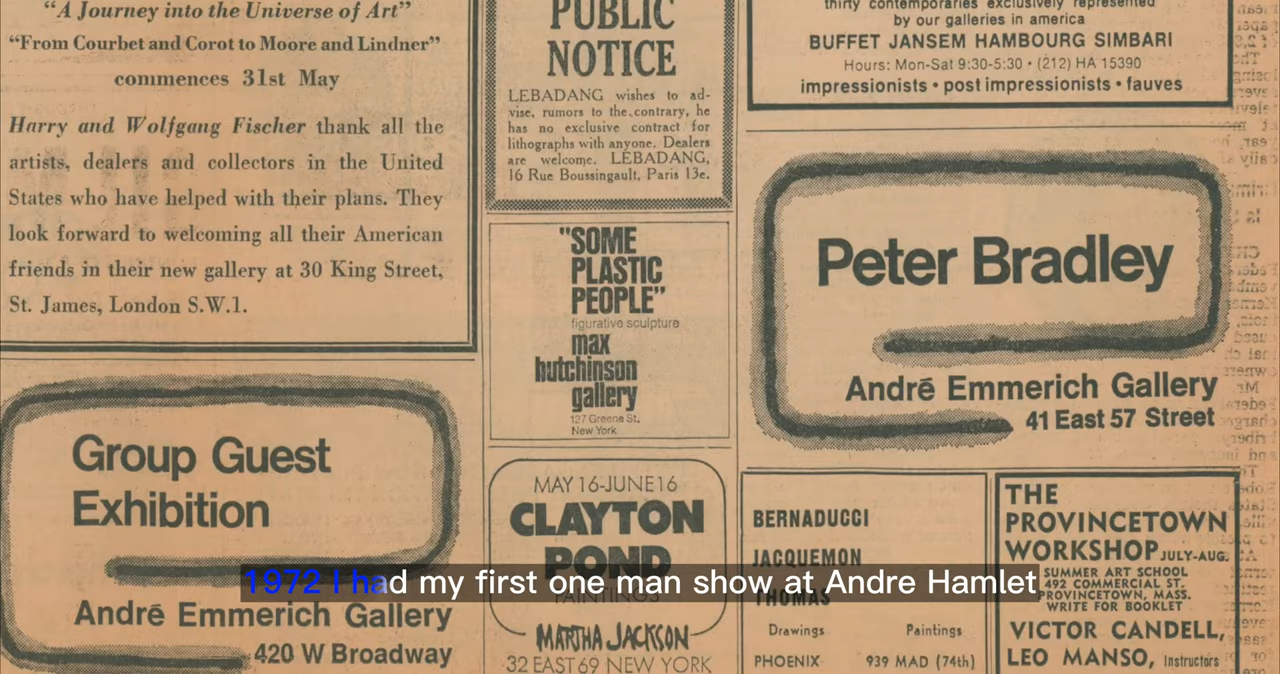 “A Journey into the Universe of Art”
“From Courbet and Corot to Moore and Lindner”
commences 31st May
Harry and Wolfgang Fischer thank all the
artists, dealers and collectors in the United
States who have helped with their plans. They
look forward to welcoming all their American
friends in their new gallery at 30 King Street,
St. James, London S.W.1.
Group Guest
Exhibition
André Emmerich Gallery
420 W Broadway
PUBLIC
NOTICE
LEBADANG wishes to ad-
vise, rumors to the contrary, he
has no exclusive contract for
lithographs with anyone. Dealers
are welcome. LEBADANG,
16 Rue Boussingault, Paris 13e.
"SOME
PLASTIC
PEOPLE”
figurative sculpture
max
hutchinson
gallery
127 Greene St.
New York
MAY 16-JUNE 16
CLAYTON
POND
PAINTINGS
MARTHA JACKSON
32 EAST 69 NEW YORK
thirty contemporaries exclusively represented
by our galleries in america
BUFFET JANSEM HAMBOURG SIMBARI
Hours: Mon-Sat 9:30-5:30 • (212) HA 15390
impressionists • post impressionists • fauves
Peter Bradley
André Emmerich Gallery
41 East 57 Street
BERNADUCCI
JACQUEMON
THOMAS
Drawings Paintings
PHOENIX 939 MAD (74th)
THE
PROVINCETOWN
WORKSHOP JULY-AUG.
SUMMER ART SCHOOL
492 COMMERCIAL ST.
PROVINCETOWN, MASS.
WRITE FOR BOOKLET
VICTOR CANDELL,
LEO MANSO, Instructors
1972 I had my first one man show at Andre Hamlet